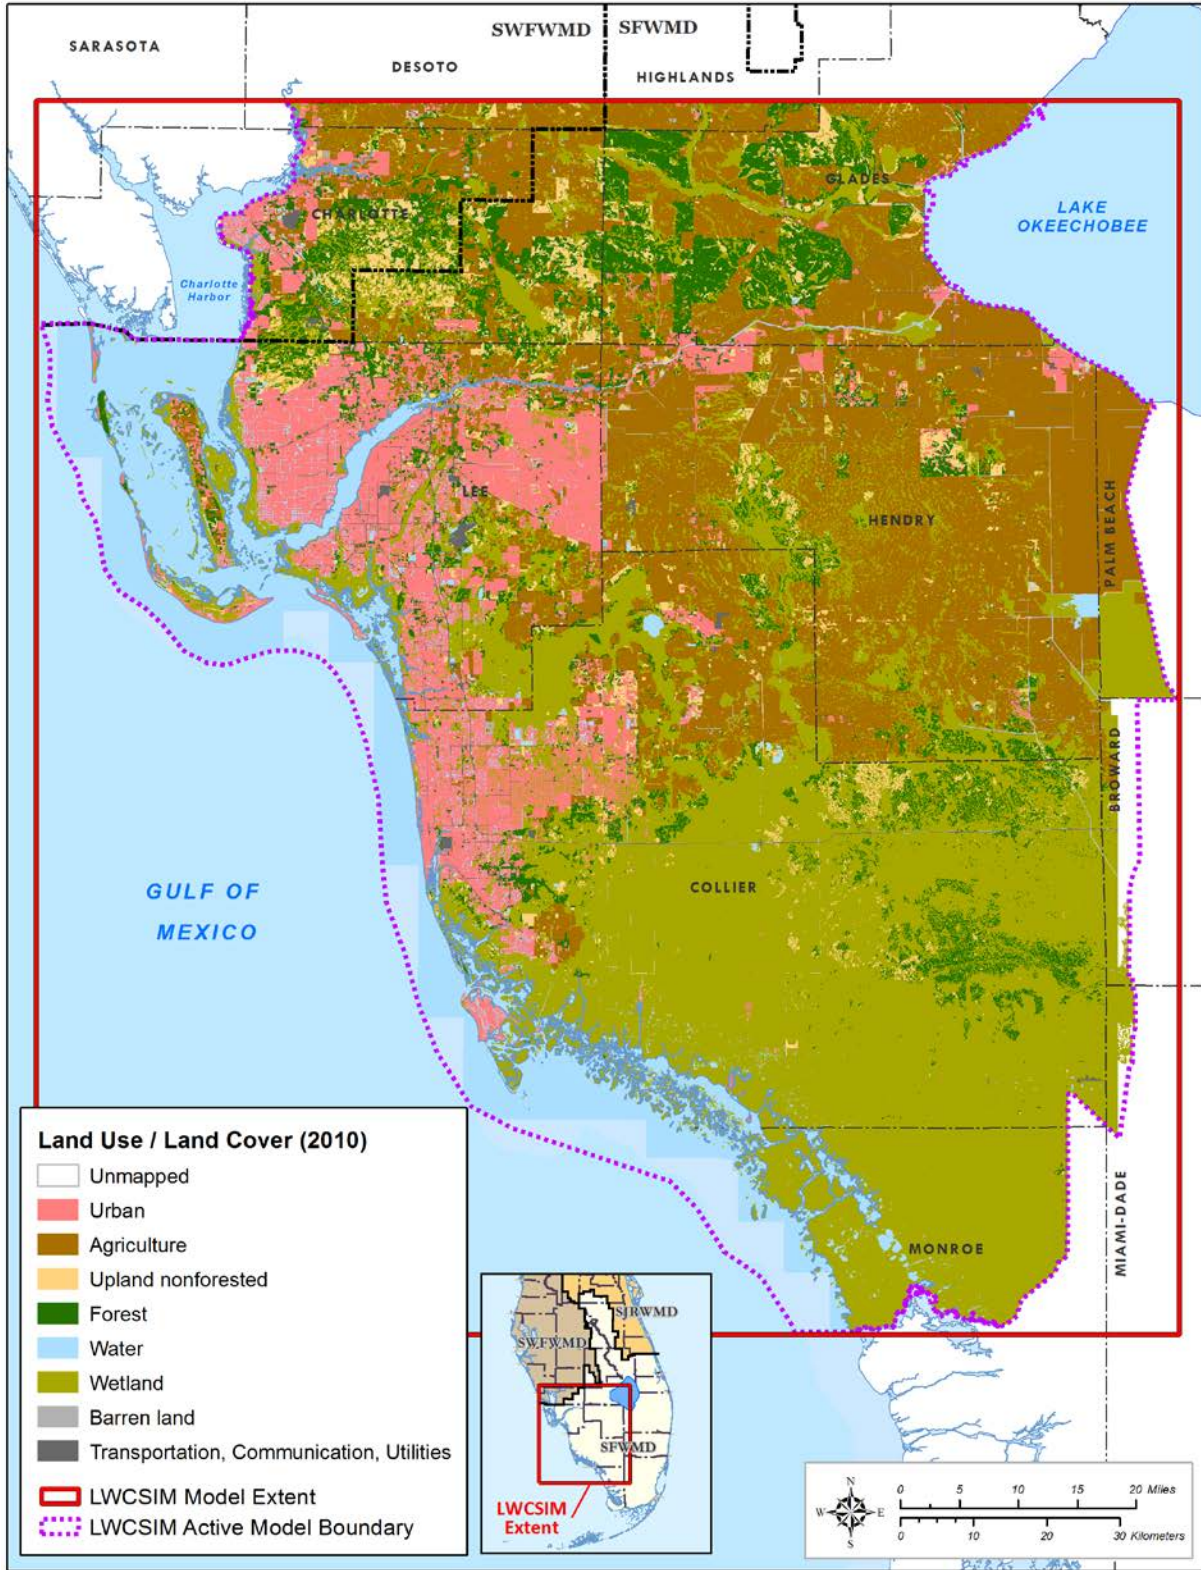 SWFWMD
SFWMD
SARASOTA
DESOTO
HIGHLANDS
GLADES
CHARLOTTE
LAKE
OKEECHOBEE
Charlotte
Harbor
LEE
HENDRY
PALM BEACH
BROWARD
COLLIER
GULF OF
MEXICO
MONROE
MIAMI-DADE
Land Use / Land Cover (2010)
Unmapped
Urban
Agriculture
Upland nonforested
Forest
Water
Wetland
Barren land
Transportation, Communication, Utilities
LWCSIM Model Extent
LWCSIM Active Model Boundary
SJRWMD
SWFWMD
SFWMD
LWCSIM
Extent
N
W
E
S
0 5 10 15 20 Miles
0 10 20 30 Kilometers